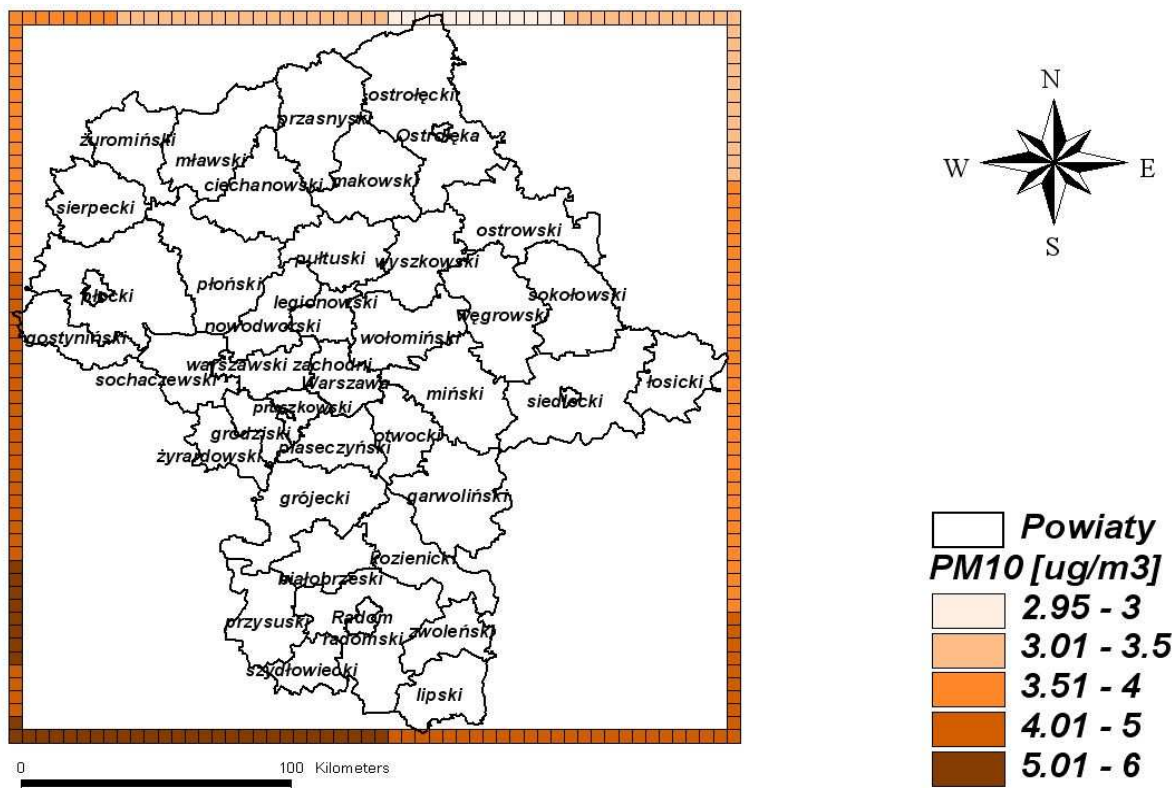 ostrołęcki
przasnyski
Ostrołęka
żuromiński
mławski
ciechanowski
makowski
sierpecki
ostrowski
pułtuski
wyszkowski
płoński
sokołowski
płocki
legionowski
węgrowski
nowodworski
gostyniński
wołomiński
warszawski zachodni
sochaczewski
Warszawa
łosicki
miński
siedlecki
pruszkowski
grodziski
otwocki
piaseczyński
żyrardowski
grójecki
garwoliński
kozienicki
białobrzeski
przysuski
Radom
radomski
zwoleński
szydłowiecki
lipski
0 100 Kilometers
N
W E
S
Powiaty
PM10 [ug/m3]
2.95 - 3
3.01 - 3.5
3.51 - 4
4.01 - 5
5.01 - 6